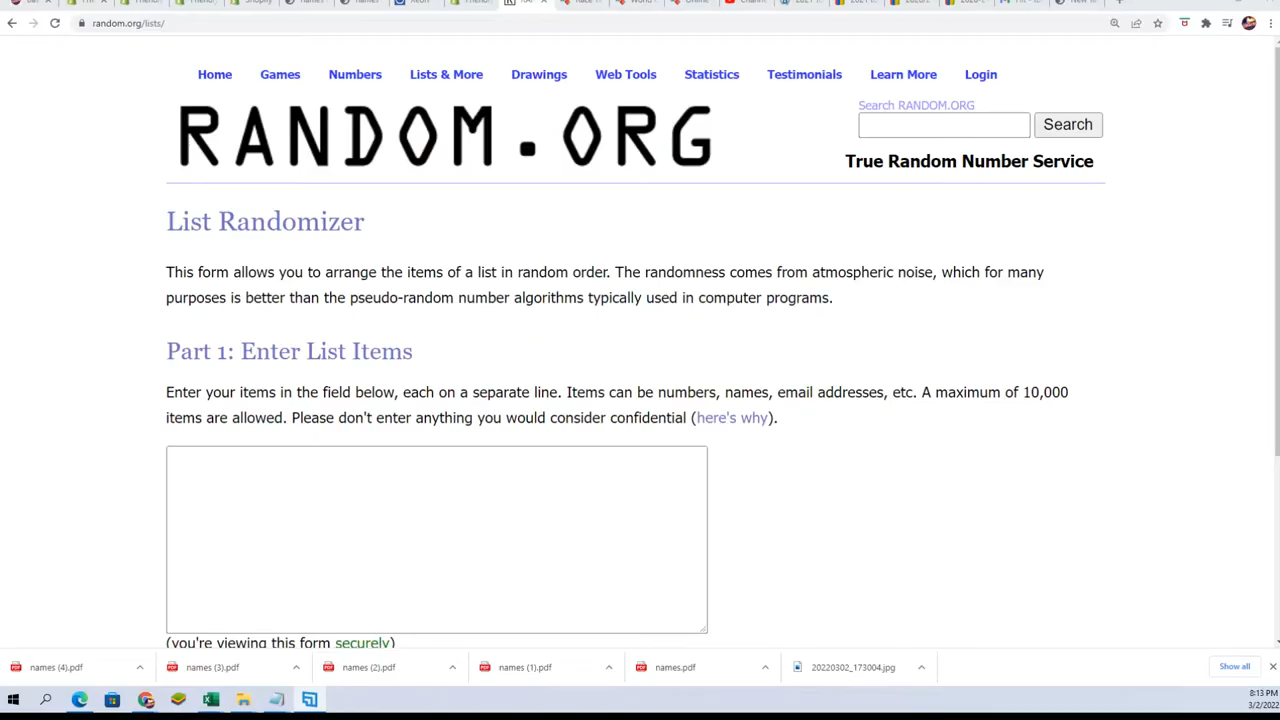 Shopify
names
names
random.org/lists/
Home Games Numbers Lists & More Drawings Web Tools Statistics Testimonials Learn More Login
RANDOM.ORG
Search RANDOM.ORG
Search
True Random Number Service
List Randomizer
This form allows you to arrange the items of a list in random order. The randomness comes from atmospheric noise, which for many
purposes is better than the pseudo-random number algorithms typically used in computer programs.
Part 1: Enter List Items
Enter your items in the field below, each on a separate line. Items can be numbers, names, email addresses, etc. A maximum of 10,000
items are allowed. Please don't enter anything you would consider confidential (here's why).
(you're viewing this form securely)
names (4).pdf names (3).pdf names (2).pdf names (1).pdf names.pdf 20220302_173004.jpg Show all
8:13 PM
3/2/2022